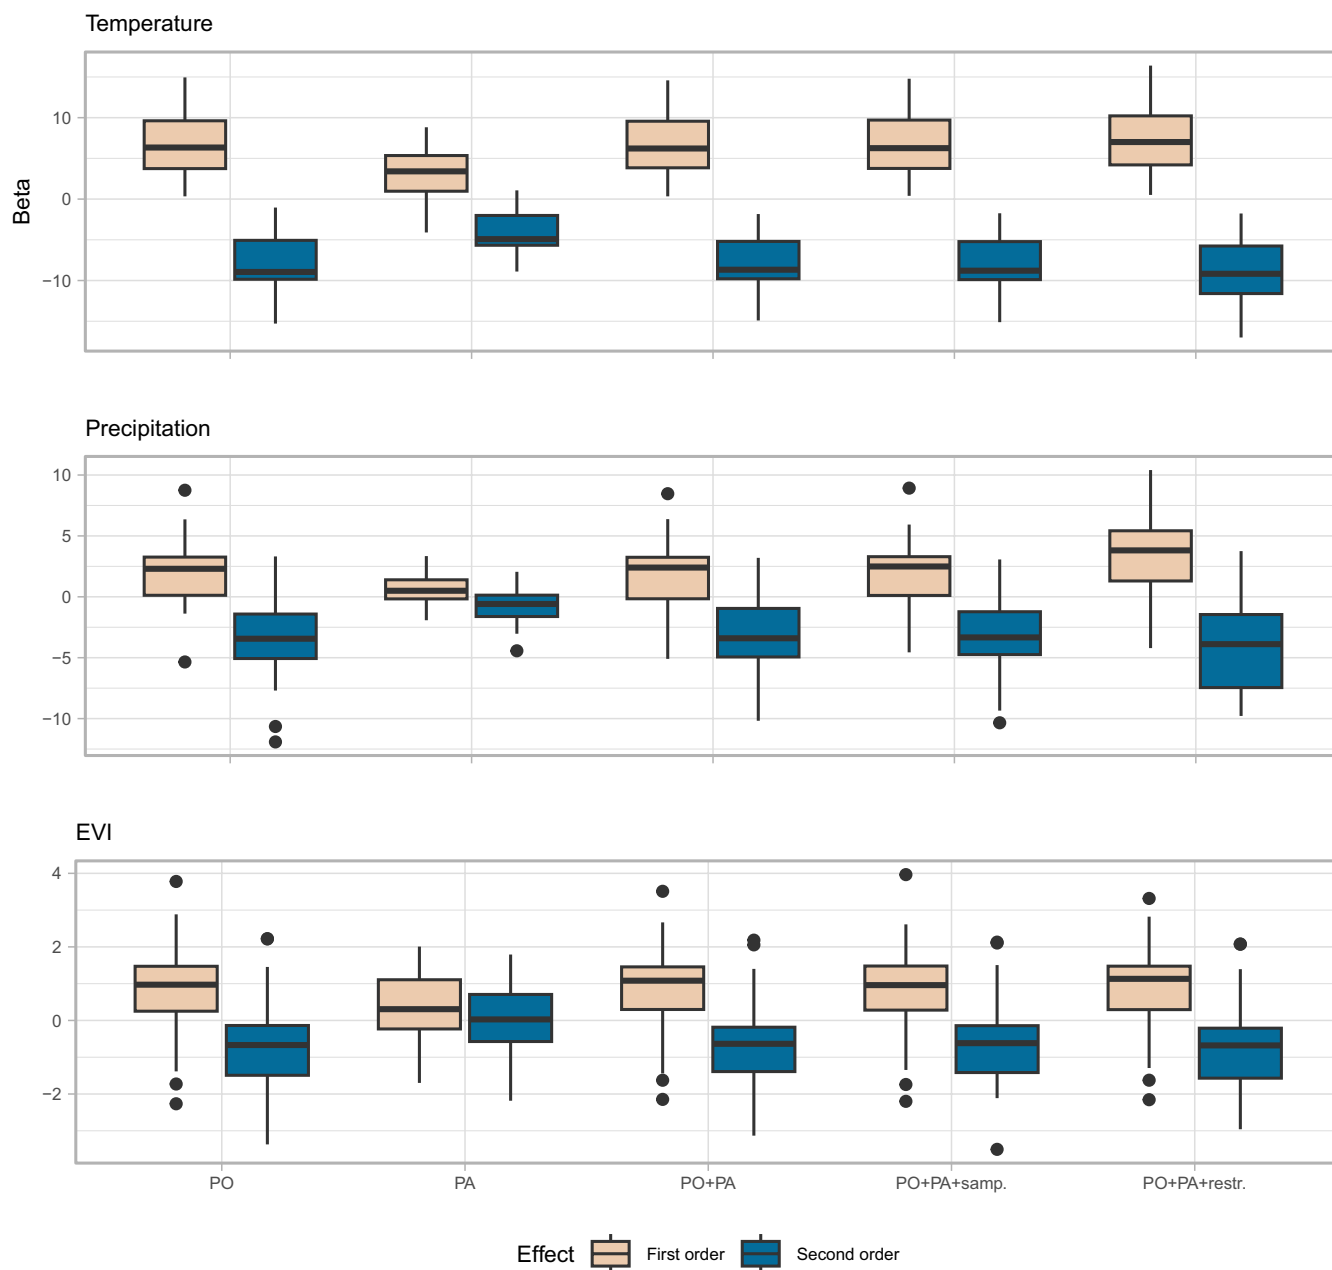 Temperature
Beta
10
0
−10
Precipitation
10
5
0
−5
−10
EVI
4
2
0
−2
PO PA PO+PA PO+PA+samp. PO+PA+restr.
Effect First order Second order